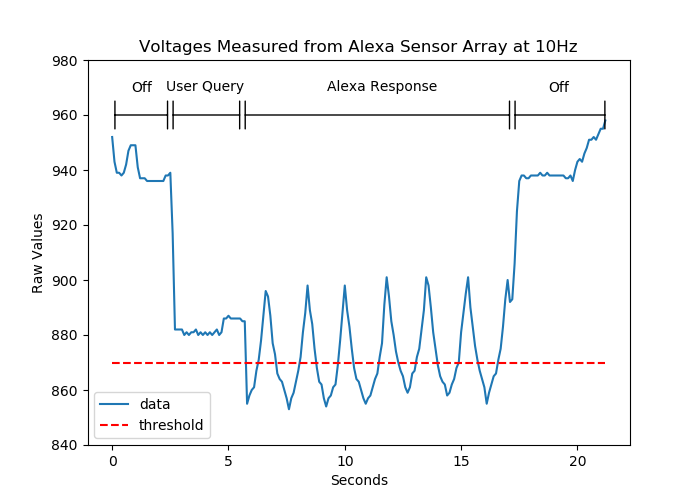 Voltages Measured from Alexa Sensor Array at 10Hz
980
960
940
920
900
880
860
840
Raw Values
Off
User Query
Alexa Response
Off
data
threshold
0
5
10
15
20
Seconds